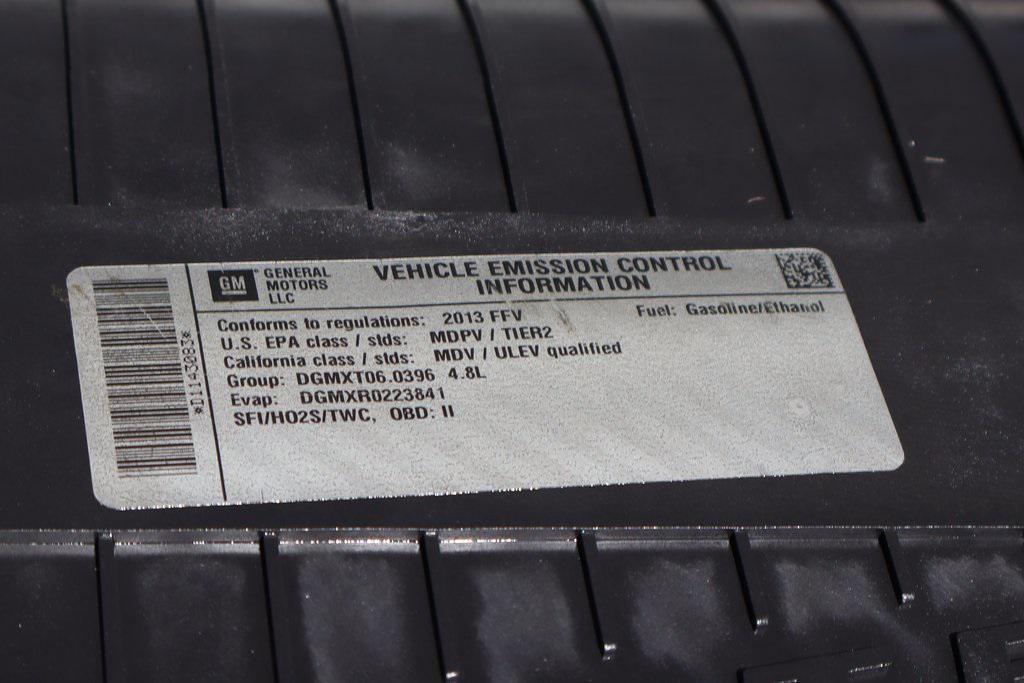 *D1143083*
GM
GENERAL
MOTORS
LLC
VEHICLE EMISSION CONTROL
INFORMATION
Conforms to regulations: 2013 FFV
Fuel: Gasoline/Ethanol
U.S. EPA class / stds: MDPV / TIER2
California class / stds: MDV / ULEV qualified
Group: DGMXT06.0396 4.8L
Evap: DGMXR0223841
SFI/HO2S/TWC, OBD: II